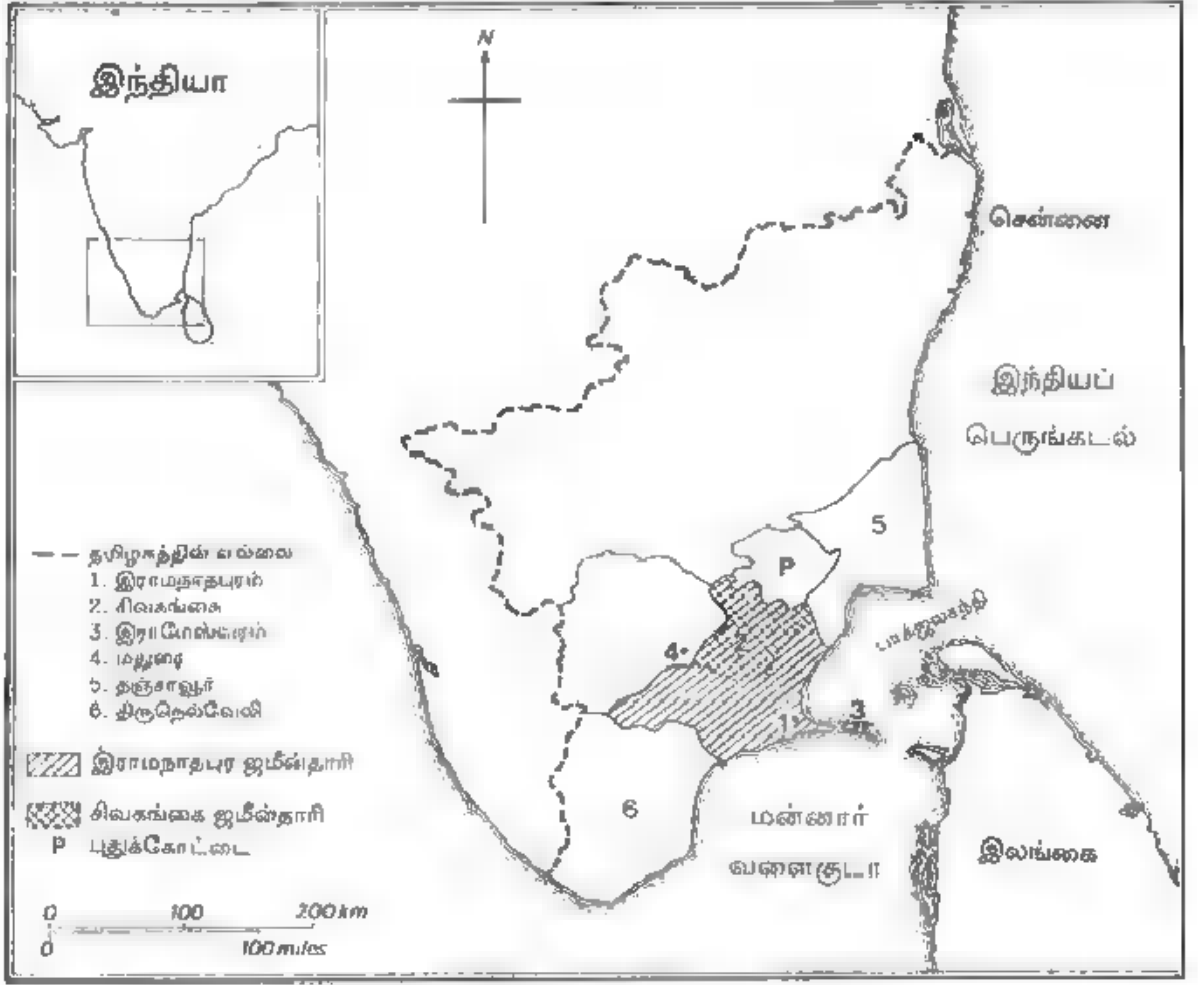 இந்தியா
N
சென்னை
இந்தியப்
பெருங்கடல்
5
P
பாக்ஜலசந்தி
4
2
1
3
6
மன்னார்
வளைகுடா
இலங்கை
தமிழகத்தின் எல்லை
1. இராமநாதபுரம்
2. சிவகங்கை
3. இராமேஸ்வரம்
4. மதுரை
5. தஞ்சாவூர்
6. திருநெல்வேலி
இராமநாதபுர ஜமீன்தாரி
சிவகங்கை ஜமீன்தாரி
P புதுக்கோட்டை
0 100 200 km
0 100 miles